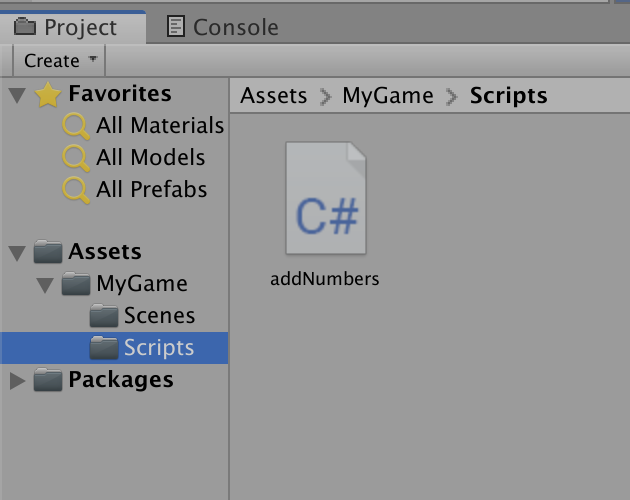 Project
Console
Create
Favorites
All Materials
All Models
All Prefabs
Assets
MyGame
Scenes
Scripts
Packages
Assets
MyGame
Scripts
C#
addNumbers